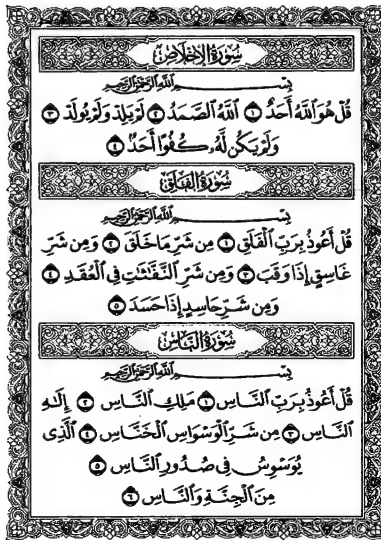 سُورَةُ الإِخْلَاصِ
بِسْمِ اللَّهِ الرَّحْمَٰنِ الرَّحِيمِ
قُلْ هُوَ اللَّهُ أَحَدٌ ١ اللَّهُ الصَّمَدُ ٢ لَمْ يَلِدْ وَلَمْ يُولَدْ ٣
وَلَمْ يَكُن لَّهُۥ كُفُوًا أَحَدٌ ٤
سُورَةُ الفَلَقِ
بِسْمِ اللَّهِ الرَّحْمَٰنِ الرَّحِيمِ
قُلْ أَعُوذُ بِرَبِّ الْفَلَقِ ١ مِن شَرِّ مَا خَلَقَ ٢ وَمِن شَرِّ
غَاسِقٍ إِذَا وَقَبَ ٣ وَمِن شَرِّ النَّفَّٰثَٰتِ فِي الْعُقَدِ ٤
وَمِن شَرِّ حَاسِدٍ إِذَا حَسَدَ ٥
سُورَةُ النَّاسِ
بِسْمِ اللَّهِ الرَّحْمَٰنِ الرَّحِيمِ
قُلْ أَعُوذُ بِرَبِّ النَّاسِ ١ مَلِكِ النَّاسِ ٢ إِلَٰهِ
النَّاسِ ٣ مِن شَرِّ الْوَسْوَاسِ الْخَنَّاسِ ٤ الَّذِي
يُوَسْوِسُ فِي صُدُورِ النَّاسِ ٥
مِنَ الْجِنَّةِ وَالنَّاسِ ٦